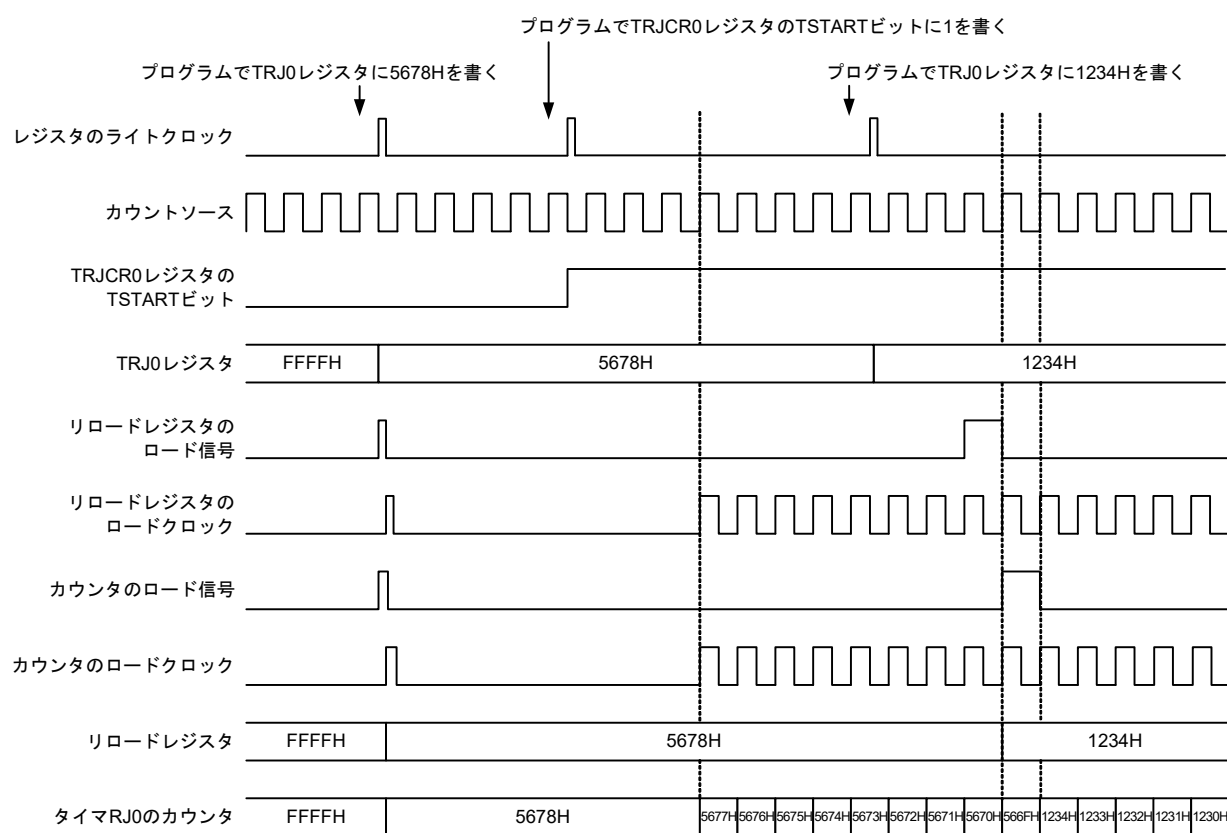 プログラムでTRJCR0レジスタのTSTARTビットに1を書く
プログラムでTRJ0レジスタに5678Hを書く
プログラムでTRJ0レジスタに1234Hを書く
レジスタのライトクロック
カウントソース
TRJCR0レジスタの
TSTARTビット
TRJ0レジスタ
FFFFH
5678H
1234H
リロードレジスタの
ロード信号
リロードレジスタの
ロードクロック
カウンタのロード信号
カウンタのロードクロック
リロードレジスタ
FFFFH
5678H
1234H
タイマRJ0のカウンタ
FFFFH
5678H
5677H
5676H
5675H
5674H
5673H
5672H
5671H
5670H
566FH
1234H
1233H
1232H
1231H
1230H